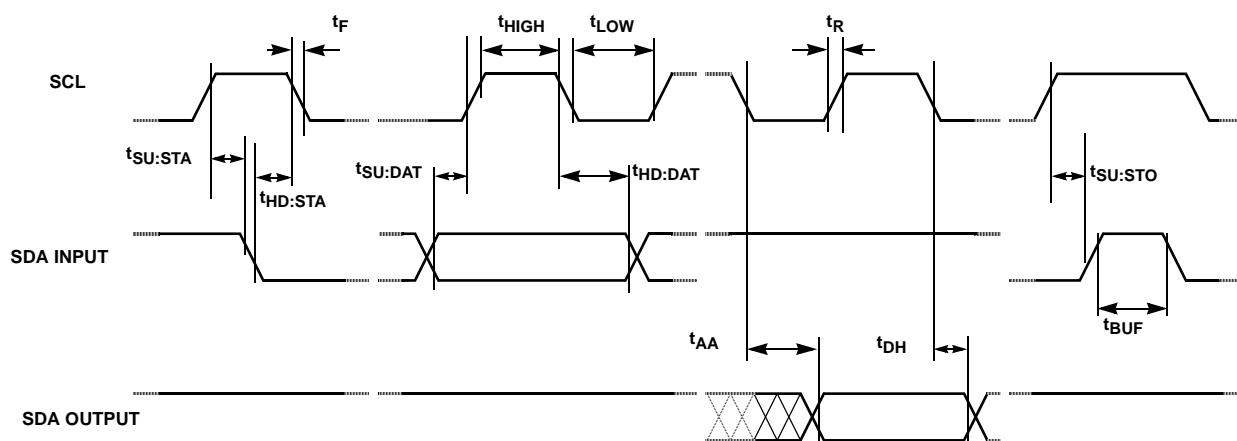 tF
tHIGH
tLOW
tR
SCL
tSU:STA
tHD:STA
tSU:DAT
tHD:DAT
tSU:STO
SDA INPUT
tBUF
tAA
tDH
SDA OUTPUT